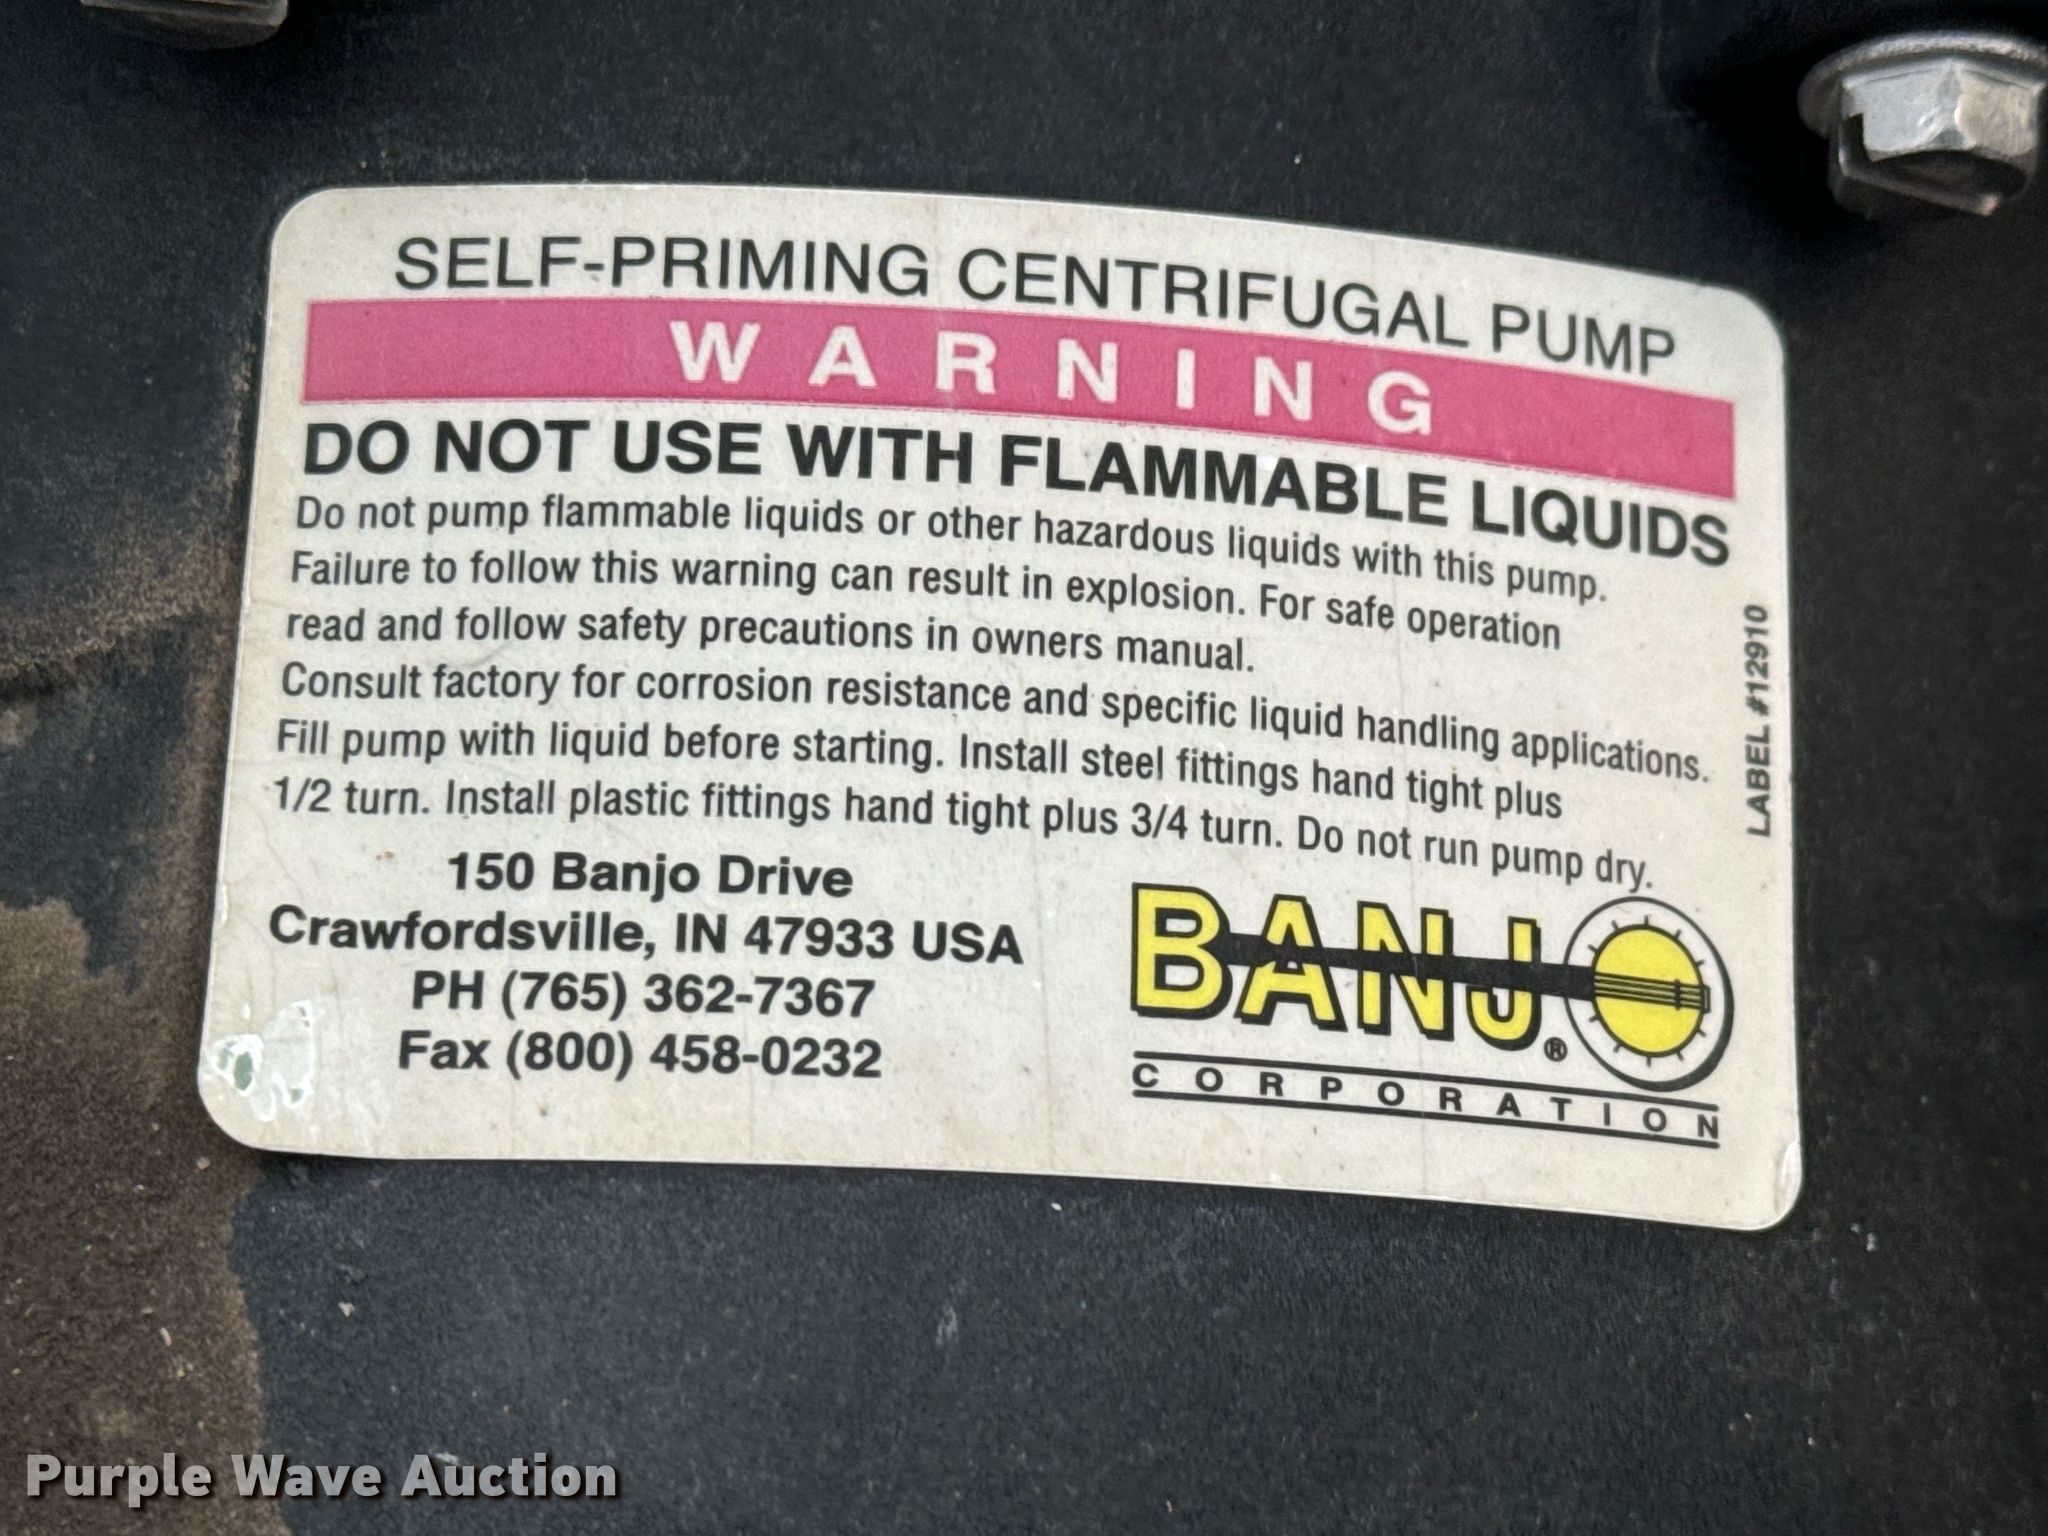 SELF-PRIMING CENTRIFUGAL PUMP
WARNING
DO NOT USE WITH FLAMMABLE LIQUIDS
Do not pump flammable liquids or other hazardous liquids with this pump.
Failure to follow this warning can result in explosion. For safe operation
read and follow safety precautions in owners manual.
Consult factory for corrosion resistance and specific liquid handling applications.
Fill pump with liquid before starting. Install steel fittings hand tight plus
1/2 turn. Install plastic fittings hand tight plus 3/4 turn. Do not run pump dry.
LABEL #12910
150 Banjo Drive
Crawfordsville, IN 47933 USA
PH (765) 362-7367
Fax (800) 458-0232
BANJO®
CORPORATION
Purple Wave Auction